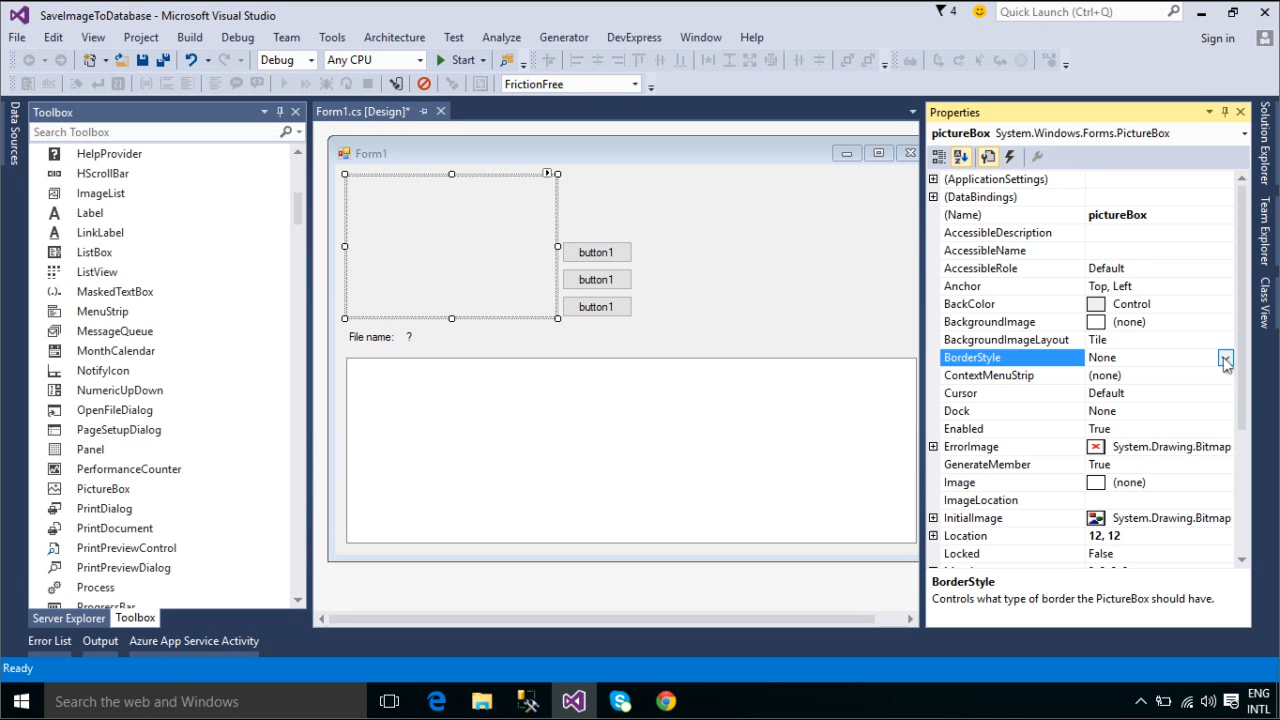 SaveImageToDatabase - Microsoft Visual Studio
4
Quick Launch (Ctrl+Q)
File Edit View Project Build Debug Team Tools Architecture Test Analyze Generator DevExpress Window Help
Sign in
Debug Any CPU Start
FrictionFree
Data Sources
Toolbox
Search Toolbox
HelpProvider
HScrollBar
ImageList
Label
LinkLabel
ListBox
ListView
MaskedTextBox
MenuStrip
MessageQueue
MonthCalendar
NotifyIcon
NumericUpDown
OpenFileDialog
PageSetupDialog
Panel
PerformanceCounter
PictureBox
PrintDialog
PrintDocument
PrintPreviewControl
PrintPreviewDialog
Process
ProgressBar
Server Explorer Toolbox
Form1.cs [Design]*
Form1
button1
button1
button1
File name: ?
Properties
pictureBox System.Windows.Forms.PictureBox
(ApplicationSettings)
(DataBindings)
(Name) pictureBox
AccessibleDescription
AccessibleName
AccessibleRole Default
Anchor Top, Left
BackColor Control
BackgroundImage (none)
BackgroundImageLayout Tile
BorderStyle None
ContextMenuStrip (none)
Cursor Default
Dock None
Enabled True
ErrorImage System.Drawing.Bitmap
GenerateMember True
Image (none)
ImageLocation
InitialImage System.Drawing.Bitmap
Location 12, 12
Locked False
BorderStyle
Controls what type of border the PictureBox should have.
Solution Explorer
Team Explorer
Class View
Error List Output Azure App Service Activity
Ready
Search the web and Windows
ENG
INTL